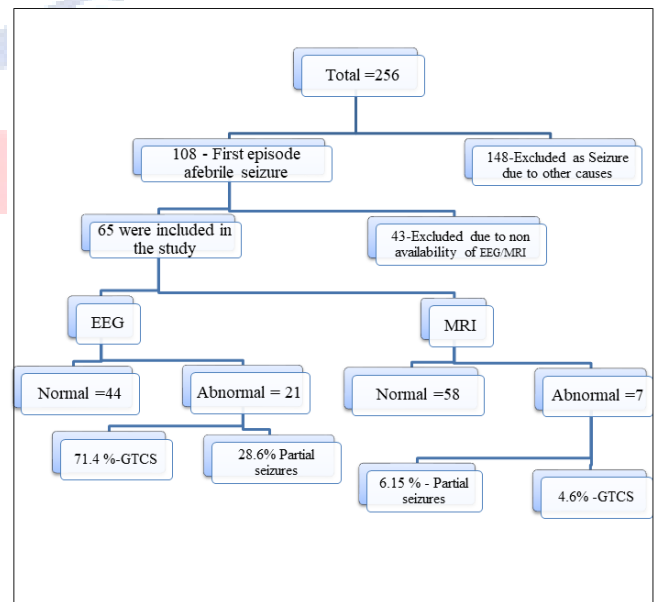 Total =256
108 - First episode
afebrile seizure
148-Excluded as Seizure
due to other causes
65 were included in
the study
43-Excluded due to non
availability of EEG/MRI
EEG
MRI
Normal =44
Abnormal = 21
Normal =58
Abnormal =7
71.4 %-GTCS
28.6% Partial
seizures
6.15 % - Partial
seizures
4.6% -GTCS